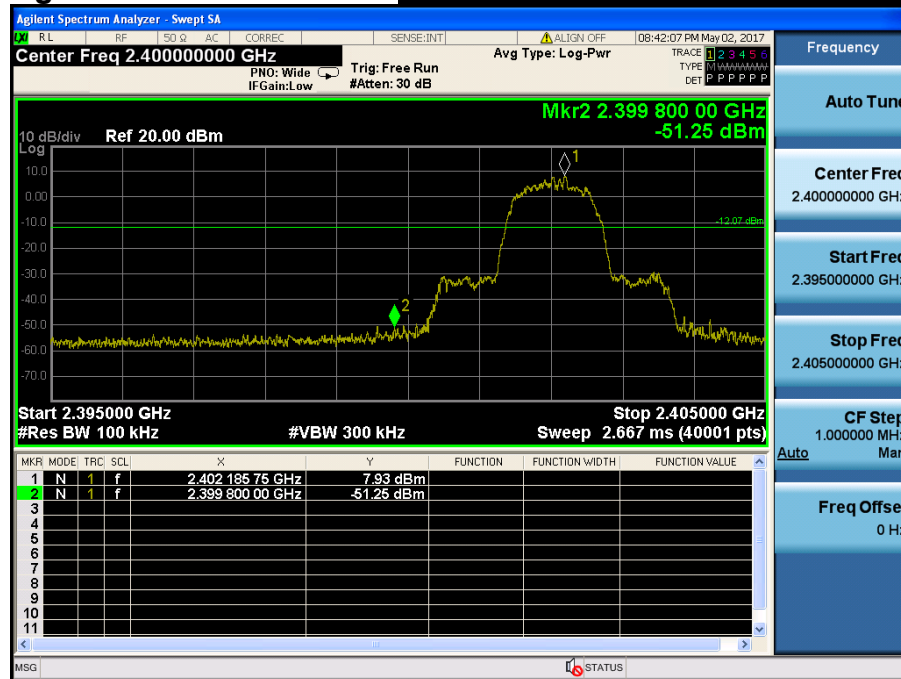 Agilent Spectrum Analyzer - Swept SA
LXI RL RF 50 Ω AC CORREC SENSE:INT ALIGN OFF 08:42:07 PM May 02, 2017
Center Freq 2.400000000 GHz
PNO: Wide
IFGain:Low
Trig: Free Run
#Atten: 30 dB
Avg Type: Log-Pwr
TRACE 1 2 3 4 5 6
TYPE M WWWWW
DET P P P P P P
Mkr2 2.399 800 00 GHz
-51.25 dBm
10 dB/div Ref 20.00 dBm
Log
10.0
0.00
-10.0
-20.0
-30.0
-40.0
-50.0
-60.0
-70.0
1
2
-12.07 dBm
Start 2.395000 GHz Stop 2.405000 GHz
#Res BW 100 kHz #VBW 300 kHz Sweep 2.667 ms (40001 pts)
MKR MODE TRC SCL X Y FUNCTION FUNCTION WIDTH FUNCTION VALUE
1 N 1 f 2.402 185 75 GHz 7.93 dBm
2 N 1 f 2.399 800 00 GHz -51.25 dBm
3
4
5
6
7
8
9
10
11
MSG STATUS
Frequency
Auto Tune
Center Freq
2.400000000 GHz
Start Freq
2.395000000 GHz
Stop Freq
2.405000000 GHz
CF Step
1.000000 MHz
Auto Man
Freq Offset
0 Hz